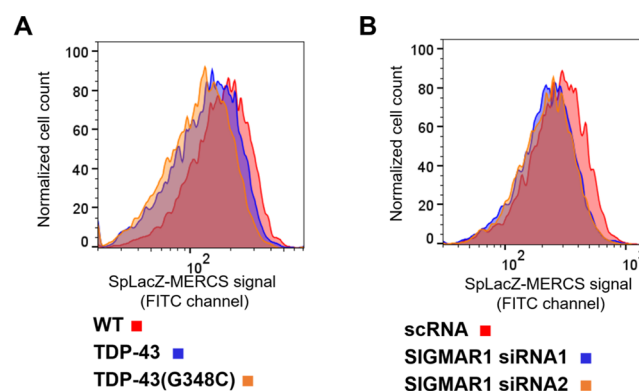 A
Normalized cell count
100
80
60
40
20
0
10²
SpLacZ-MERCS signal
(FITC channel)
WT
TDP-43
TDP-43(G348C)
B
Normalized cell count
100
80
60
40
20
0
10²
10
SpLacZ-MERCS signal
(FITC channel)
scRNA
SIGMAR1 siRNA1
SIGMAR1 siRNA2